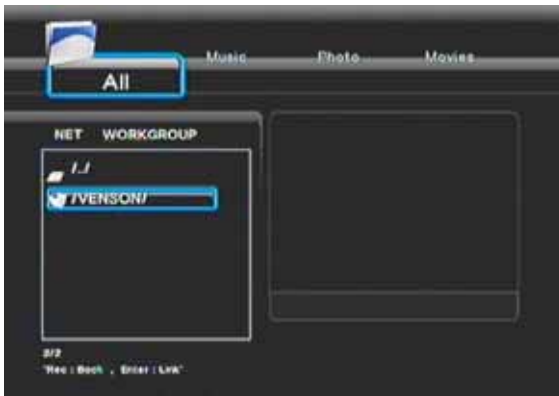 Music Photo Movies
All
NET WORKGROUP
/../
/VENSON/
2/2
"Rec : Back , Enter : Link"